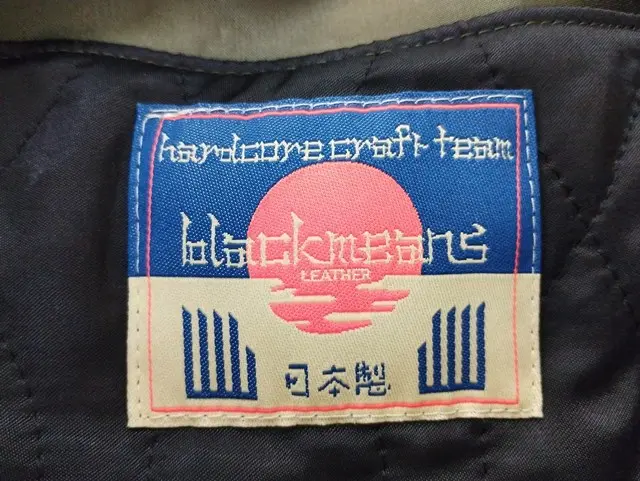 hardcore craft team
blackmeans
LEATHER
日本製